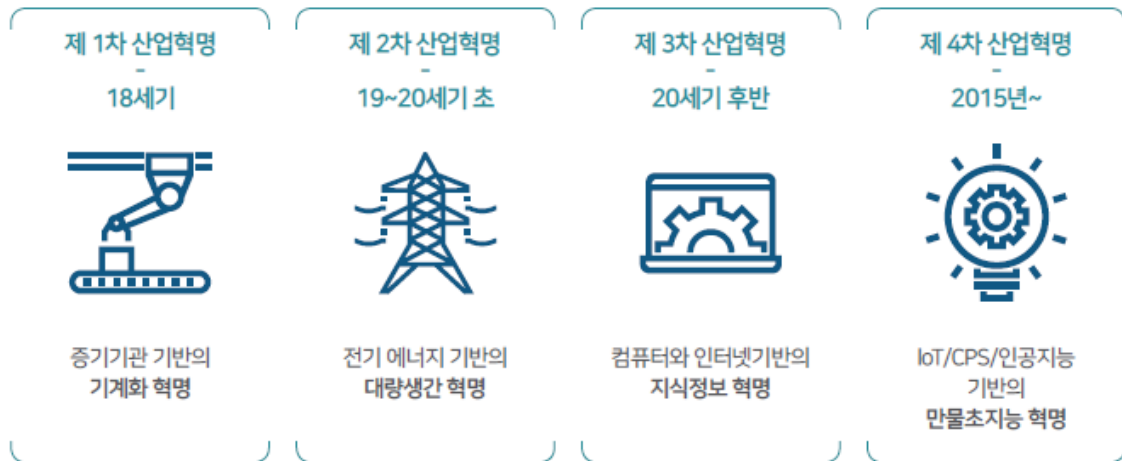 제 1차 산업혁명
-
18세기
증기기관 기반의
기계화 혁명
제 2차 산업혁명
-
19~20세기 초
전기 에너지 기반의
대량생간 혁명
제 3차 산업혁명
-
20세기 후반
컴퓨터와 인터넷기반의
지식정보 혁명
제 4차 산업혁명
-
2015년~
IoT/CPS/인공지능
기반의
만물초지능 혁명